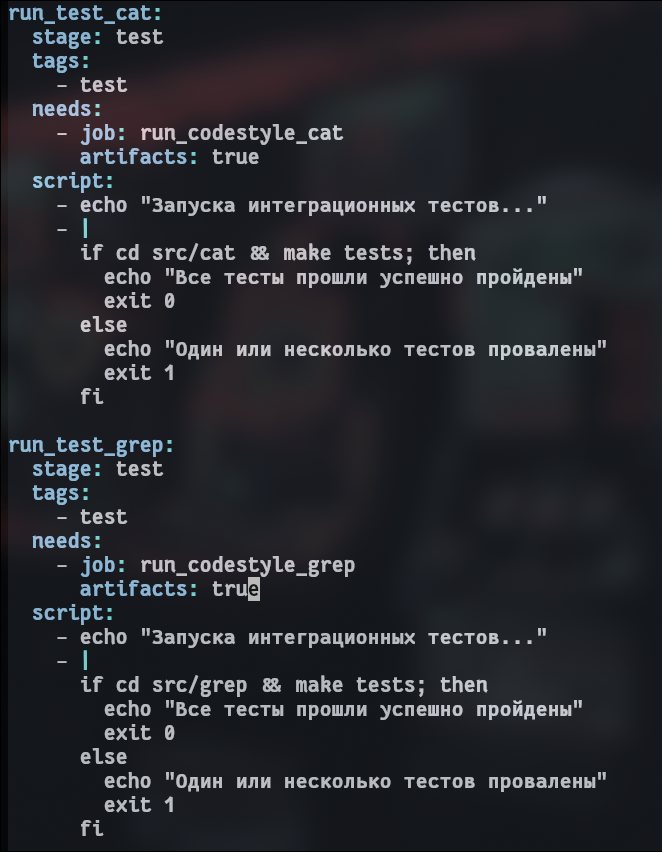 run_test_cat:
  stage: test
  tags:
    - test
  needs:
    - job: run_codestyle_cat
      artifacts: true
  script:
    - echo "Запуска интеграционных тестов..."
    - |
      if cd src/cat && make tests; then
        echo "Все тесты прошли успешно пройдены"
        exit 0
      else
        echo "Один или несколько тестов провалены"
        exit 1
      fi

run_test_grep:
  stage: test
  tags:
    - test
  needs:
    - job: run_codestyle_grep
      artifacts: true
  script:
    - echo "Запуска интеграционных тестов..."
    - |
      if cd src/grep && make tests; then
        echo "Все тесты прошли успешно пройдены"
        exit 0
      else
        echo "Один или несколько тестов провалены"
        exit 1
      fi